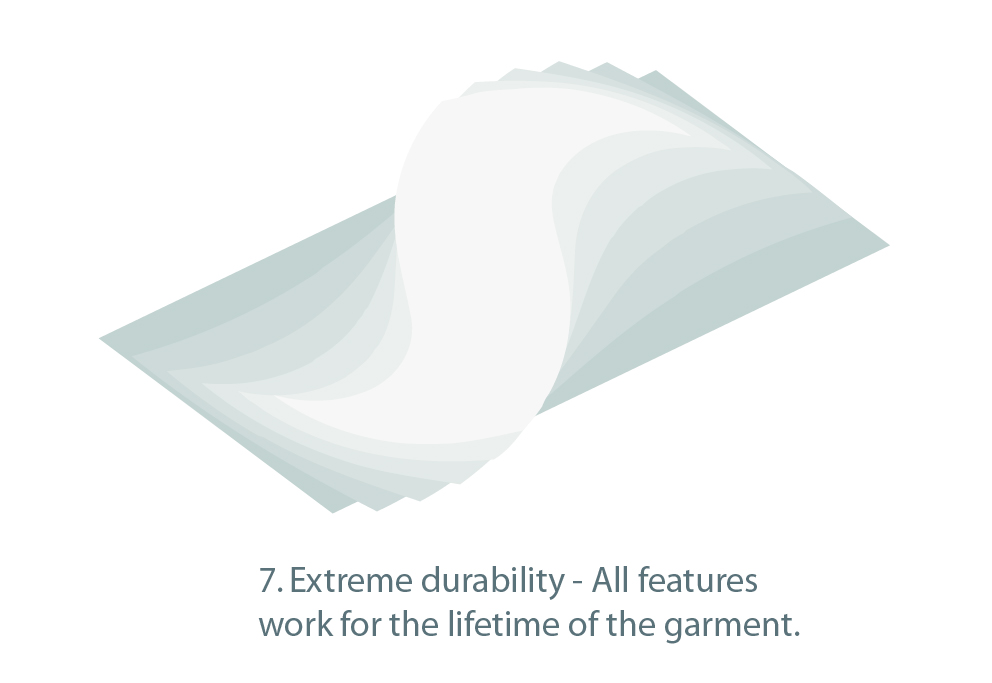 7. Extreme durability - All features
work for the lifetime of the garment.